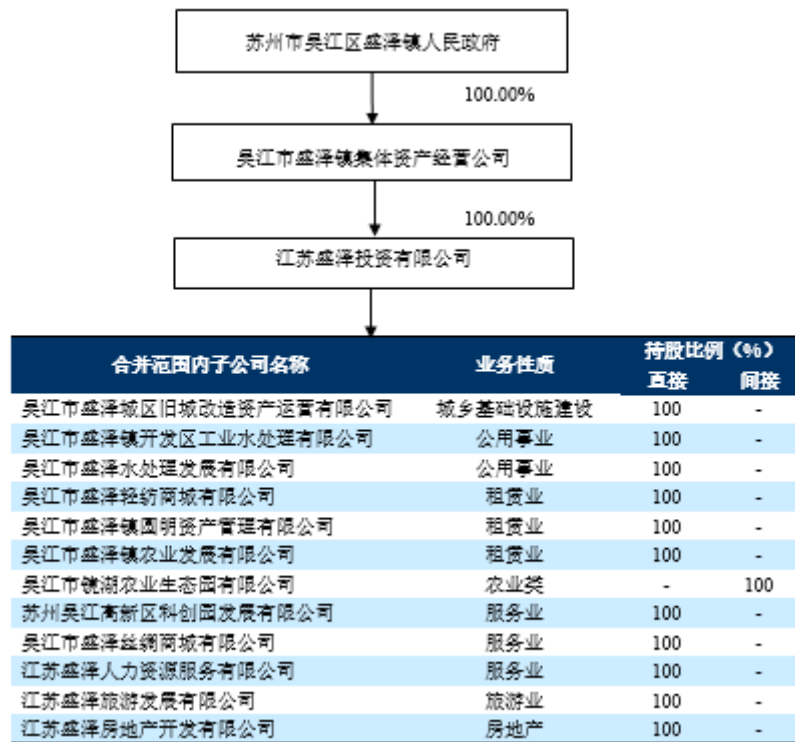 苏州市吴江区盛泽镇人民政府
100.00%
吴江市盛泽镇集体资产经营公司
100.00%
江苏盛泽投资有限公司
合并范围内子公司名称 业务性质 持股比例（%）
直接 间接
吴江市盛泽城区旧城改造资产运营有限公司 城乡基础设施建设 100 -
吴江市盛泽镇开发区工业水处理有限公司 公用事业 100 -
吴江市盛泽水处理发展有限公司 公用事业 100 -
吴江市盛泽轻纺商城有限公司 租赁业 100 -
吴江市盛泽镇圆明资产管理有限公司 租赁业 100 -
吴江市盛泽镇农业发展有限公司 租赁业 100 -
吴江市镜湖农业生态园有限公司 农业类 - 100
苏州吴江高新区科创园发展有限公司 服务业 100 -
吴江市盛泽丝绸商城有限公司 服务业 100 -
江苏盛泽人力资源服务有限公司 服务业 100 -
江苏盛泽旅游发展有限公司 旅游业 100 -
江苏盛泽房地产开发有限公司 房地产 100 -